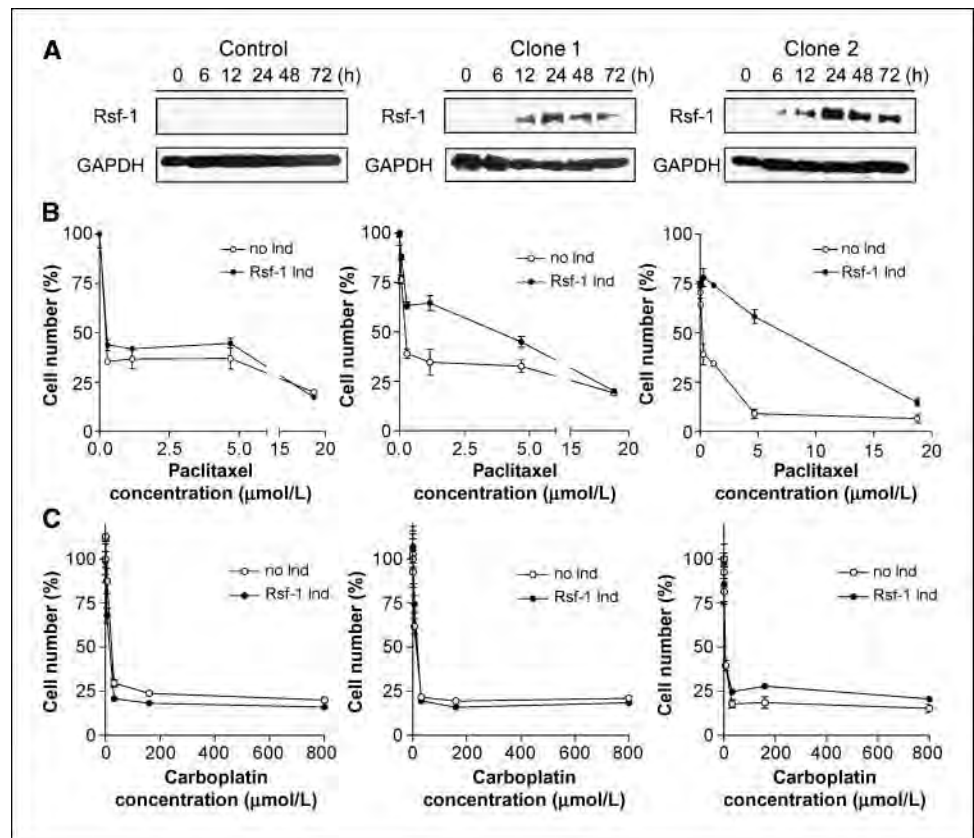 A
Control
Clone 1
Clone 2
0 6 12 24 48 72 (h)
0 6 12 24 48 72 (h)
0 6 12 24 48 72 (h)
Rsf-1
Rsf-1
Rsf-1
GAPDH
GAPDH
GAPDH
B
Cell number (%)
100
75
50
25
0
no Ind
Rsf-1 Ind
0.0 2.5 5.0 15 20
Paclitaxel
concentration (μmol/L)
Cell number (%)
100
75
50
25
0
no Ind
Rsf-1 Ind
0.0 2.5 5.0 15 20
Paclitaxel
concentration (μmol/L)
Cell number (%)
100
75
50
25
0
no Ind
Rsf-1 Ind
0 5 10 15 20
Paclitaxel
concentration (μmol/L)
C
Cell number (%)
100
75
50
25
0
no Ind
Rsf-1 Ind
0 200 400 600 800
Carboplatin
concentration (μmol/L)
Cell number (%)
100
75
50
25
0
no Ind
Rsf-1 Ind
0 200 400 600 800
Carboplatin
concentration (μmol/L)
Cell number (%)
100
75
50
25
0
no Ind
Rsf-1 Ind
0 200 400 600 800
Carboplatin
concentration (μmol/L)